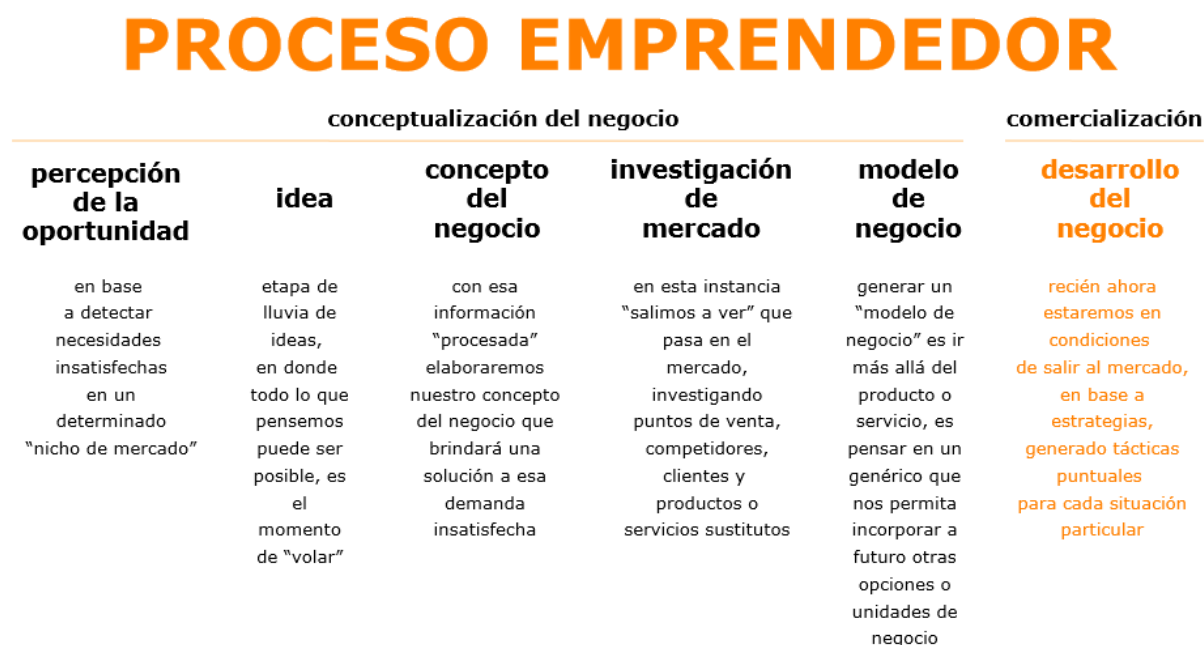 PROCESO EMPRENDEDOR
conceptualización del negocio
comercialización
percepción
de la
oportunidad
en base
a detectar
necesidades
insatisfechas
en un
determinado
“nicho de mercado”
idea
etapa de
lluvia de
ideas,
en donde
todo lo que
pensemos
puede ser
posible, es
el
momento
de “volar”
concepto
del
negocio
con esa
información
“procesada”
elaboraremos
nuestro concepto
del negocio que
brindará una
solución a esa
demanda
insatisfecha
investigación
de
mercado
en esta instancia
“salimos a ver” que
pasa en el
mercado,
investigando
puntos de venta,
competidores,
clientes y
productos o
servicios sustitutos
modelo
de
negocio
generar un
“modelo de
negocio” es ir
más allá del
producto o
servicio, es
pensar en un
genérico que
nos permita
incorporar a
futuro otras
opciones o
unidades de
negocio
desarrollo
del
negocio
recién ahora
estaremos en
condiciones
de salir al mercado,
en base a
estrategias,
generado tácticas
puntuales
para cada situación
particular